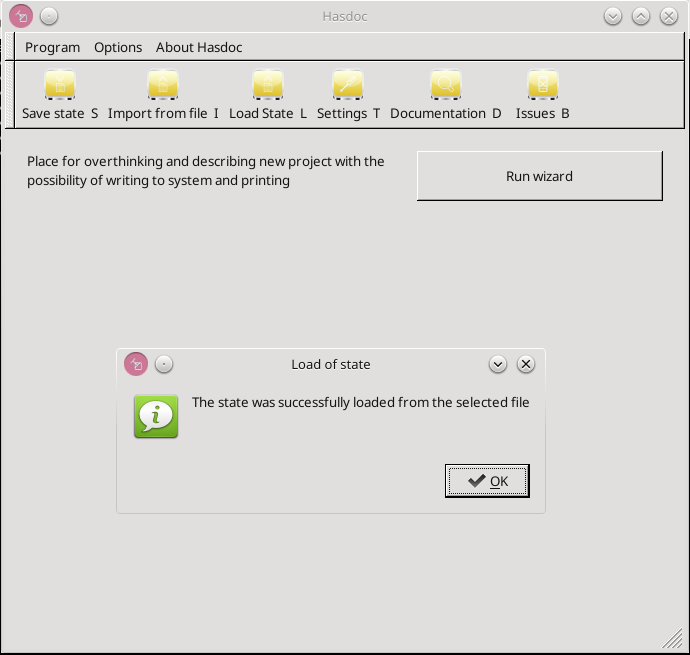 Hasdoc
Program Options About Hasdoc
Save state S Import from file I Load State L Settings T Documentation D Issues B
Place for overthinking and describing new project with the
possibility of writing to system and printing
Run wizard
Load of state
The state was successfully loaded from the selected file
OK